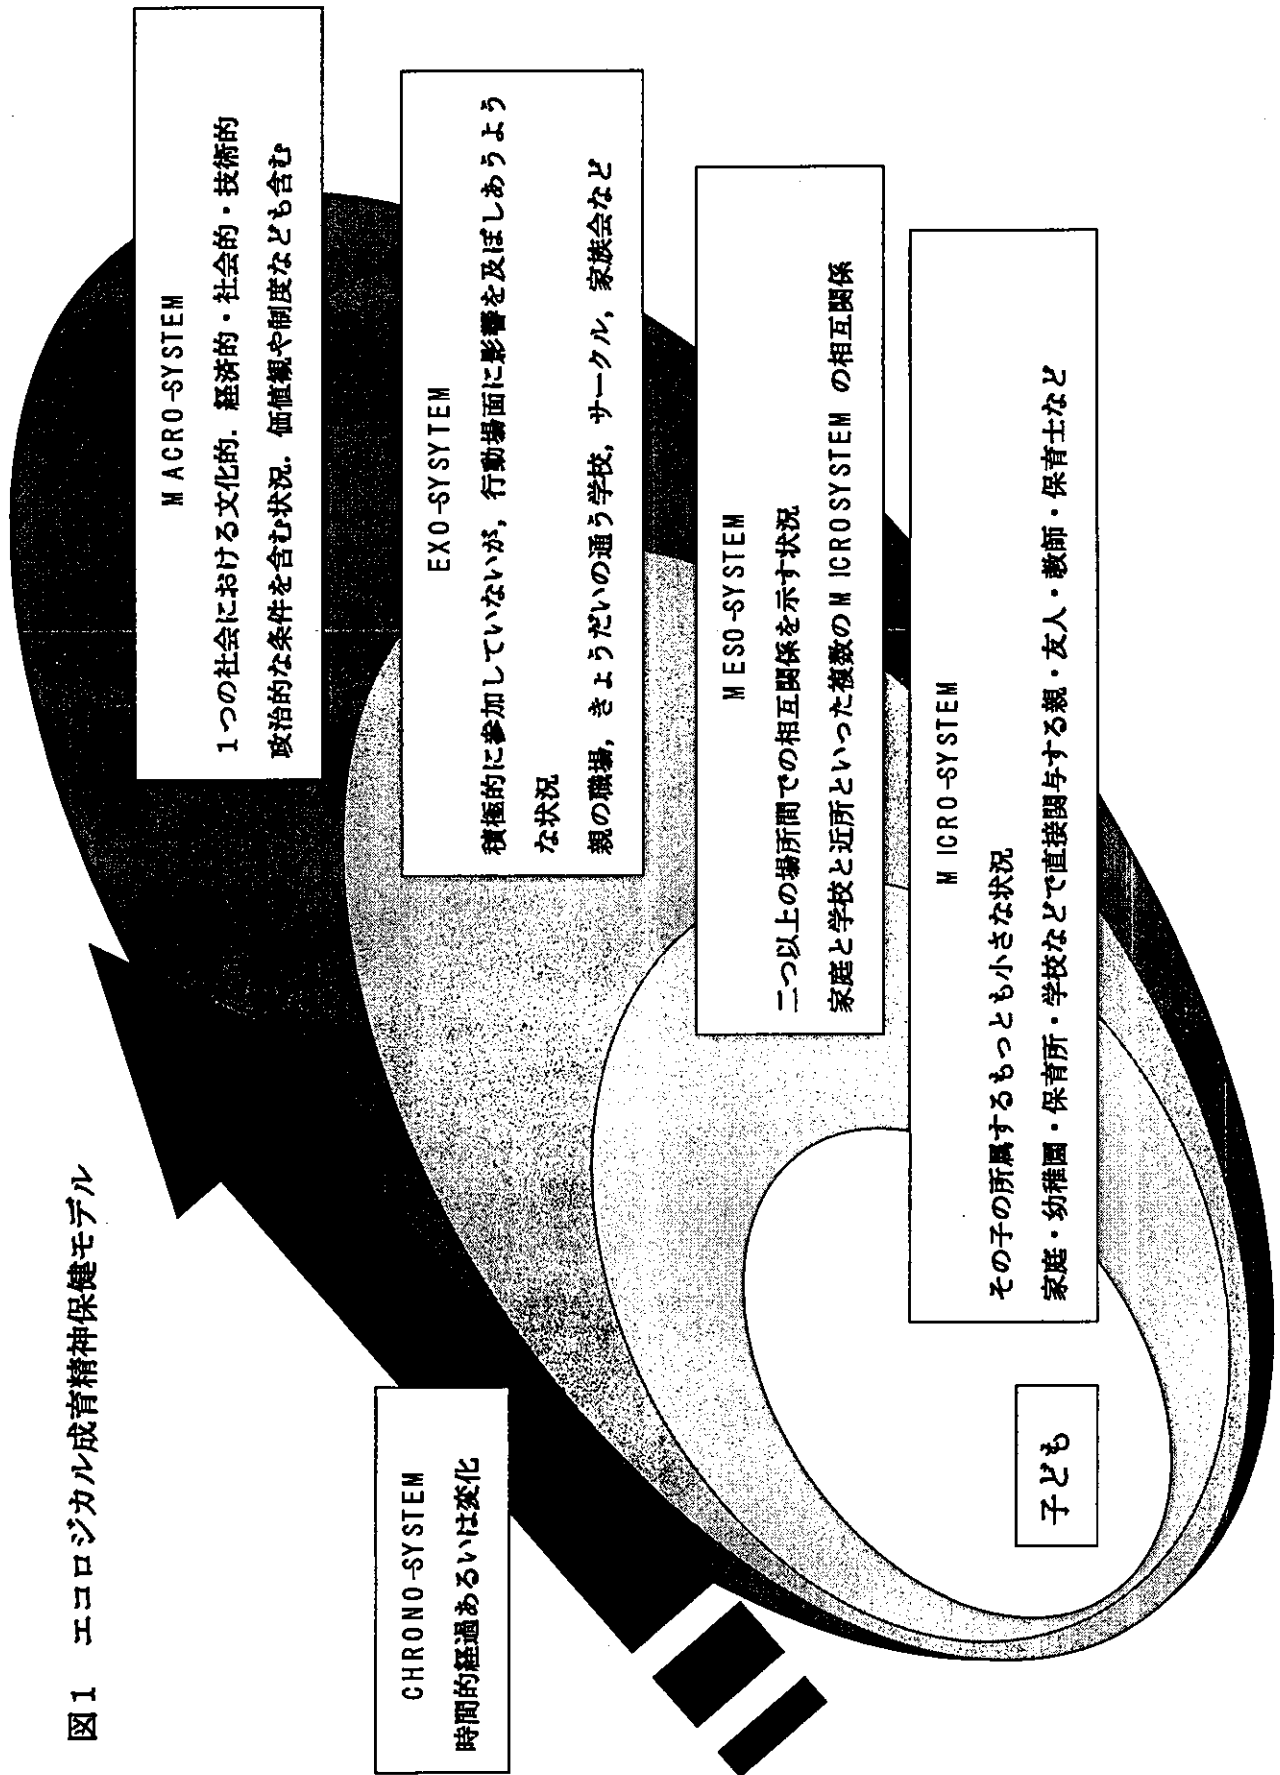 図1 エコロジカル成育精神保健モデル
MACRO-SYSTEM
1つの社会における文化的．経済的・社会的・技術的
政治的な条件を含む状況．価値観や制度なども含む
EXO-SYSYTEM
積極的に参加していないが，行動場面に影響を及ぼしあうよう
な状況
親の職場，きょうだいの通う学校，サークル，家族会など
MESO-SYSTEM
二つ以上の場所間での相互関係を示す状況
家庭と学校と近所といった複数のMICROSYSTEM の相互関係
MICRO-SYSTEM
その子の所属するもっとも小さな状況
家庭・幼稚園・保育所・学校などで直接関与する親・友人・教師・保育士など
CHRONO-SYSTEM
時間的経過あるいは変化
子ども